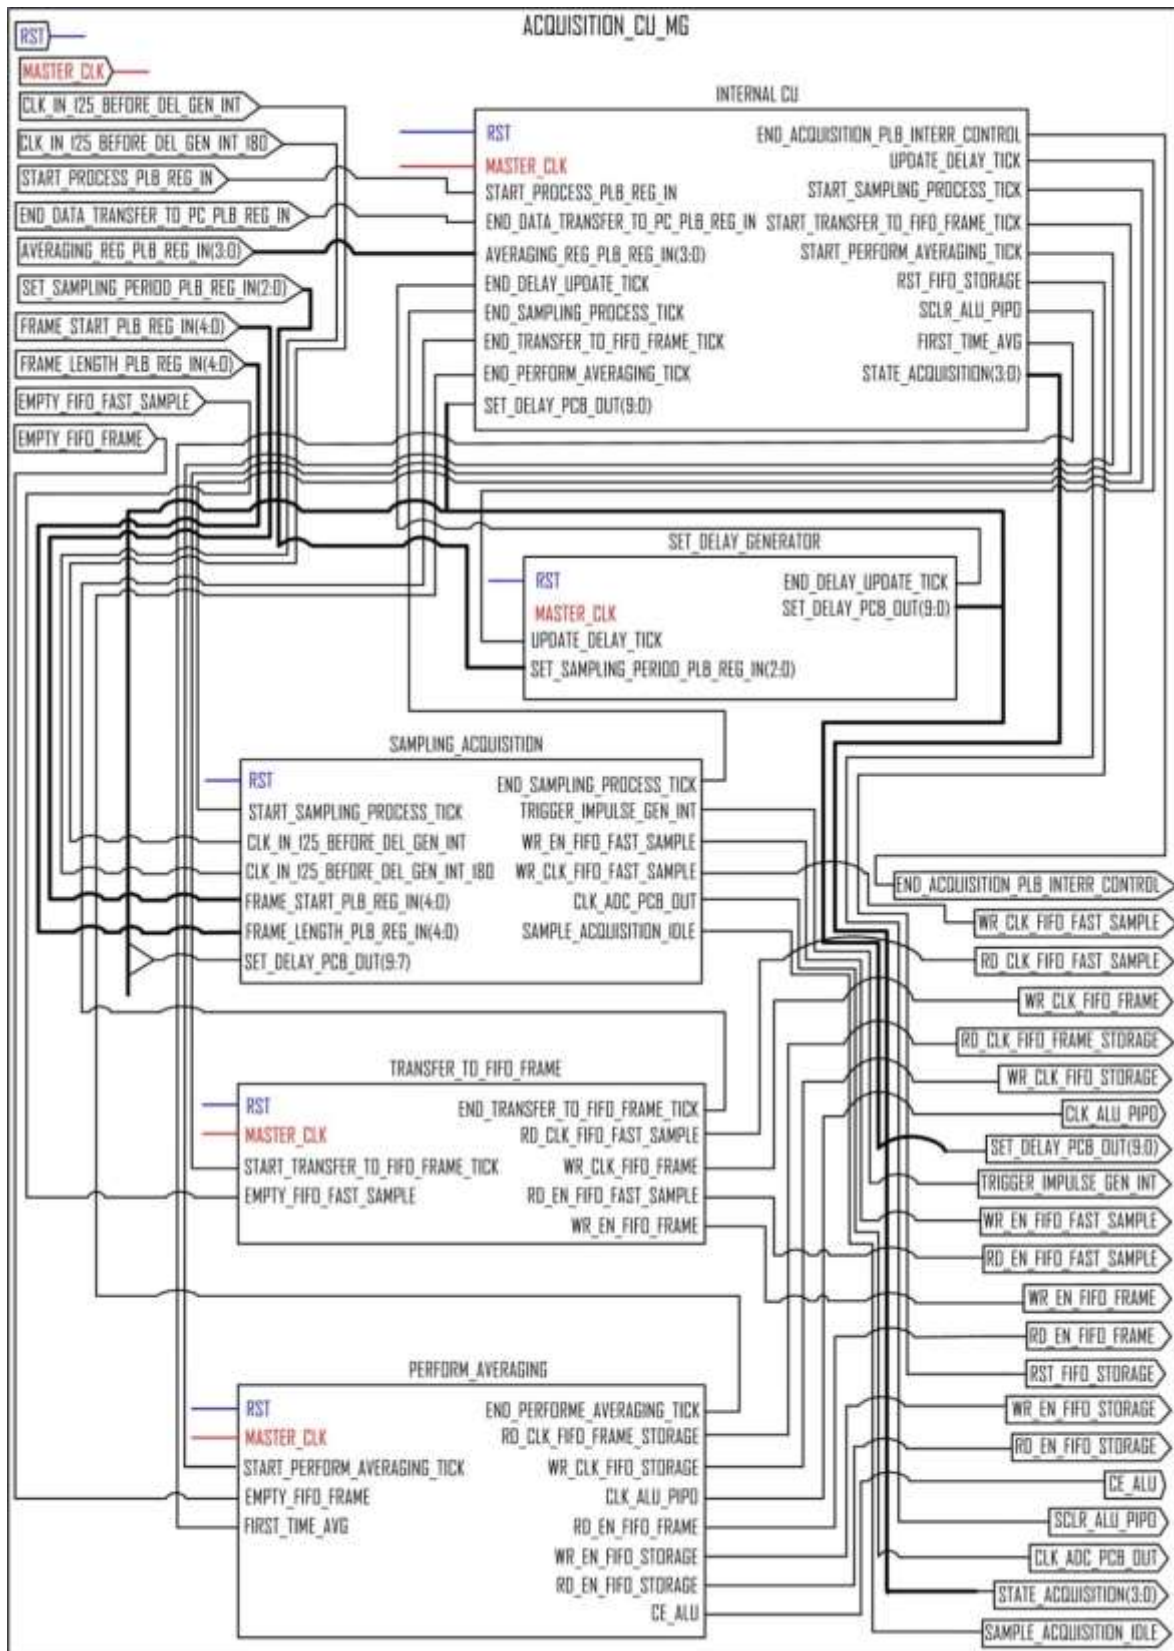 ACQUISITION_CU_MG
RST
MASTER_CLK
CLK_IN_125_BEFORE_DEL_GEN_INT
CLK_IN_125_BEFORE_DEL_GEN_INT_180
START_PROCESS_PLB_REG_IN
END_DATA_TRANSFER_TO_PC_PLB_REG_IN
AVERAGING_REG_PLB_REG_IN(3:0)
SET_SAMPLING_PERIOD_PLB_REG_IN(2:0)
FRAME_START_PLB_REG_IN(4:0)
FRAME_LENGTH_PLB_REG_IN(4:0)
EMPTY_FIFO_FAST_SAMPLE
EMPTY_FIFO_FRAME
INTERNAL CU
RST
MASTER_CLK
START_PROCESS_PLB_REG_IN
END_DATA_TRANSFER_TO_PC_PLB_REG_IN
AVERAGING_REG_PLB_REG_IN(3:0)
END_DELAY_UPDATE_TICK
END_SAMPLING_PROCESS_TICK
END_TRANSFER_TO_FIFO_FRAME_TICK
END_PERFORM_AVERAGING_TICK
SET_DELAY_PCB_OUT(9:0)
END_ACQUISITION_PLB_INTERR_CONTROL
UPDATE_DELAY_TICK
START_SAMPLING_PROCESS_TICK
START_TRANSFER_TO_FIFO_FRAME_TICK
START_PERFORM_AVERAGING_TICK
RST_FIFO_STORAGE
SCLR_ALU_PIPO
FIRST_TIME_AVG
STATE_ACQUISITION(3:0)
SET_DELAY_GENERATOR
RST
MASTER_CLK
UPDATE_DELAY_TICK
SET_SAMPLING_PERIOD_PLB_REG_IN(2:0)
END_DELAY_UPDATE_TICK
SET_DELAY_PCB_OUT(9:0)
SAMPLING_ACQUISITION
RST
START_SAMPLING_PROCESS_TICK
CLK_IN_125_BEFORE_DEL_GEN_INT
CLK_IN_125_BEFORE_DEL_GEN_INT_180
FRAME_START_PLB_REG_IN(4:0)
FRAME_LENGTH_PLB_REG_IN(4:0)
SET_DELAY_PCB_OUT(9:7)
END_SAMPLING_PROCESS_TICK
TRIGGER_IMPULSE_GEN_INT
WR_EN_FIFO_FAST_SAMPLE
WR_CLK_FIFO_FAST_SAMPLE
CLK_ADC_PCB_OUT
SAMPLE_ACQUISITION_IDLE
TRANSFER_TO_FIFO_FRAME
RST
MASTER_CLK
START_TRANSFER_TO_FIFO_FRAME_TICK
EMPTY_FIFO_FAST_SAMPLE
END_TRANSFER_TO_FIFO_FRAME_TICK
RD_CLK_FIFO_FAST_SAMPLE
WR_CLK_FIFO_FRAME
RD_EN_FIFO_FAST_SAMPLE
WR_EN_FIFO_FRAME
PERFORM_AVERAGING
RST
MASTER_CLK
START_PERFORM_AVERAGING_TICK
EMPTY_FIFO_FRAME
FIRST_TIME_AVG
END_PERFORME_AVERAGING_TICK
RD_CLK_FIFO_FRAME_STORAGE
WR_CLK_FIFO_STORAGE
CLK_ALU_PIPO
RD_EN_FIFO_FRAME
WR_EN_FIFO_STORAGE
RD_EN_FIFO_STORAGE
CE_ALU
END_ACQUISITION_PLB_INTERR_CONTROL
WR_CLK_FIFO_FAST_SAMPLE
RD_CLK_FIFO_FAST_SAMPLE
WR_CLK_FIFO_FRAME
RD_CLK_FIFO_FRAME_STORAGE
WR_CLK_FIFO_STORAGE
CLK_ALU_PIPO
SET_DELAY_PCB_OUT(9:0)
TRIGGER_IMPULSE_GEN_INT
WR_EN_FIFO_FAST_SAMPLE
RD_EN_FIFO_FAST_SAMPLE
WR_EN_FIFO_FRAME
RD_EN_FIFO_FRAME
RST_FIFO_STORAGE
WR_EN_FIFO_STORAGE
RD_EN_FIFO_STORAGE
CE_ALU
SCLR_ALU_PIPO
CLK_ADC_PCB_OUT
STATE_ACQUISITION(3:0)
SAMPLE_ACQUISITION_IDLE